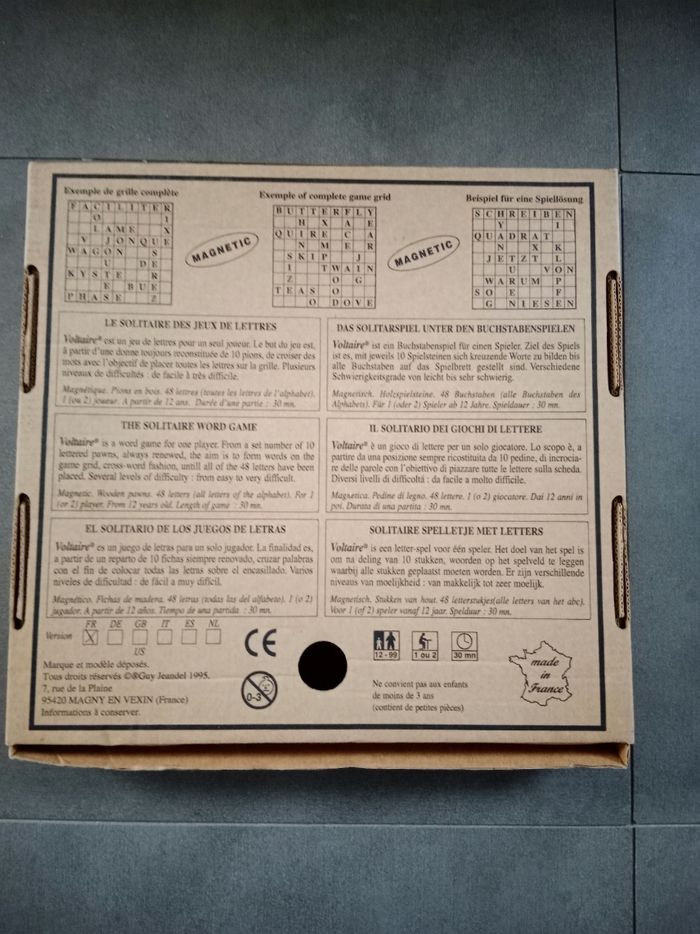 Exemple de grille complète
Exemple of complete game grid
Beispiel für eine Spiellösung
FACILITER
LAME
JONQUE
WAGON
DE
KYSTE
BUE
PHASE
BUTTERFLY
QUIRE
SKIP
TWAIN
TEAS
DOVE
SCHREIBEN
QUADRAT
JETZT
VON
WARUM
SO
NIESEN
MAGNETIC
MAGNETIC
LE SOLITAIRE DES JEUX DE LETTRES
Voltaire® est un jeu de lettres pour un seul joueur. Le but du jeu est,
à partir d'une donne toujours reconstituée de 10 pions, de croiser des
mots avec l'objectif de placer toutes les lettres sur la grille. Plusieurs
niveaux de difficultés : de facile à très difficile.
Magnétique. Pions en bois. 48 lettres (toutes les lettres de l'alphabet).
1 (ou 2) joueur. A partir de 12 ans. Durée d'une partie : 30 mn.
DAS SOLITARSPIEL UNTER DEN BUCHSTABENSPIELEN
Voltaire® ist ein Buchstabenspiel für einen Spieler. Ziel des Spiels
ist es, mit jeweils 10 Spielsteinen sich kreuzende Worte zu bilden bis
alle Buchstaben auf das Spielbrett gestellt sind. Verschiedene
Schwierigkeitsgrade von leicht bis sehr schwierig.
Magnetisch. Holzspielsteine. 48 Buchstaben (alle Buchstaben des
Alphabets). Für 1 (oder 2) Spieler ab 12 Jahre. Spieldauer : 30 mn.
THE SOLITAIRE WORD GAME
Voltaire® is a word game for one player. From a set of number of 10
lettered pawns, always renewed, the aim is to form words on the
game grid, cross-word fashion, untill all of the 48 letters have been
placed. Several levels of difficulty : from easy to very difficult.
Magnetic. Wooden pawns. 48 letters (all letters of the alphabet). For 1
(or 2) player. From 12 years old. Length of game : 30 mn.
IL SOLITARIO DEI GIOCHI DI LETTERE
Voltaire® è un gioco di lettere per un solo giocatore. Lo scopo è, a
partire da una posizione sempre ricostituita da 10 pedine, di incrocia-
re delle parole con l'obiettivo di piazzare tutte le lettere sulla scheda.
Diversi livelli di difficoltà : da facile a molto difficile.
Magnetica. Pedine di legno. 48 lettere. 1 (o 2) giocatore. Dai 12 anni in
poi. Durata di una partita : 30 mn.
EL SOLITARIO DE LOS JUEGOS DE LETRAS
Voltaire® es un juego de letras para un solo jugador. La finalidad es,
a partir de un reparto de 10 fichas siempre renovado, cruzar palabras
con el fin de colocar todas las letras sobre el encasillado. Varios
niveles de dificultad : de fácil a muy difícil.
Magnético. Fichas de madera. 48 letras (todas las del alfabeto). 1 (o 2)
jugador. A partir de 12 años. Tiempo de una partida : 30 mn.
SOLITAIRE SPELLETJE MET LETTERS
Voltaire® is een letter-spel voor één speler. Het doel van het spel is
om na deling van 10 stukken, woorden op het spelveld te leggen
waarbij alle stukken geplaatst moeten worden. Er zijn verschillende
niveaus van moeilijkheid : van makkelijk tot zeer moeilijk.
Magnetisch. Stukken van hout. 48 letterstukjes(alle letters van het abc).
Voor 1 (of 2) speler vanaf 12 jaar. Spelduur : 30 mn.
FR DE GB IT ES NL
Version X
US
CE
12 - 99
1 ou 2
30 mn
Marque et modèle déposés.
Tous droits réservés ©®Guy Jeandel 1995.
7, rue de la Plaine
95420 MAGNY EN VEXIN (France)
Informations à conserver.
0-3
Ne convient pas aux enfants
de moins de 3 ans
(contient de petites pièces)
made
in
France